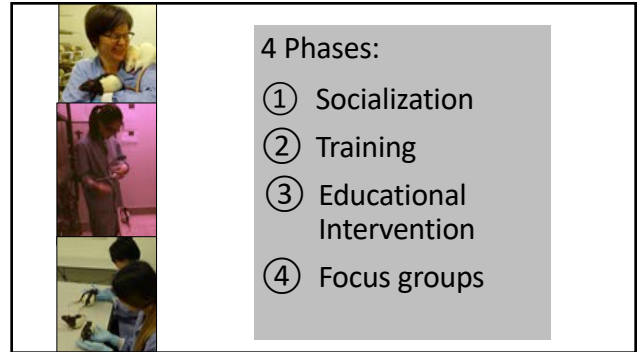 4 Phases:
① Socialization
② Training
③ Educational
Intervention
④ Focus groups